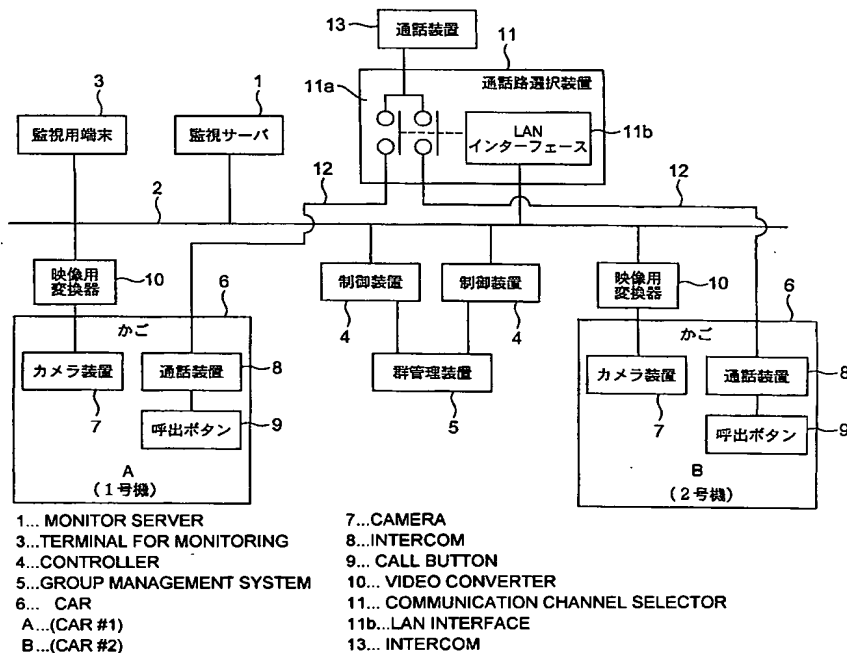 13
通話装置
11
通話路選択装置
11a
3
1
監視用端末
監視サーバ
LAN
インターフェース
11b
12
12
2
映像用
変換器
10
制御装置
制御装置
4
4
映像用
変換器
10
6
かご
カメラ装置
7
通話装置
8
呼出ボタン
9
A
(1号機)
群管理装置
5
6
かご
カメラ装置
7
通話装置
8
呼出ボタン
9
B
(2号機)
1... MONITOR SERVER
3...TERMINAL FOR MONITORING
4...CONTROLLER
5...GROUP MANAGEMENT SYSTEM
6... CAR
A...(CAR #1)
B...(CAR #2)
7...CAMERA
8...INTERCOM
9... CALL BUTTON
10... VIDEO CONVERTER
11... COMMUNICATION CHANNEL SELECTOR
11b...LAN INTERFACE
13... INTERCOM